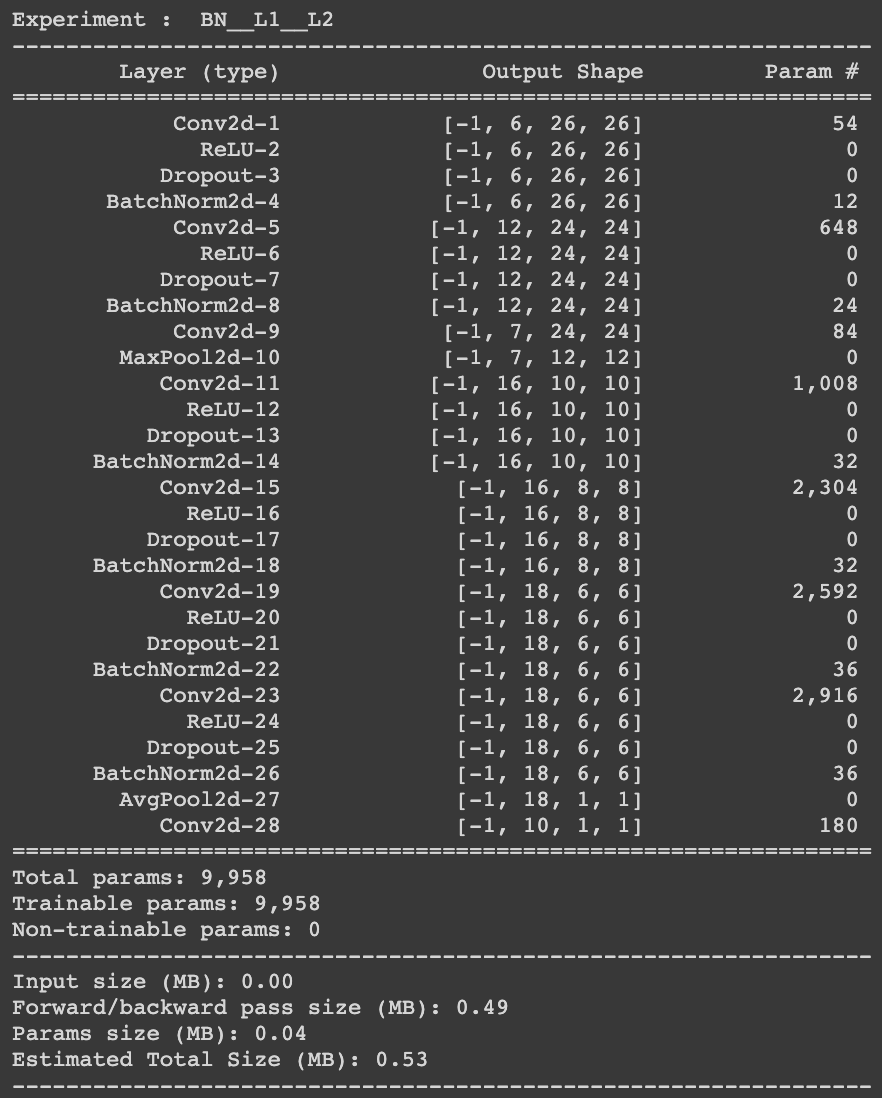 Experiment :  BN__L1__L2
----------------------------------------------------------------
        Layer (type)               Output Shape         Param #
================================================================
            Conv2d-1            [-1, 6, 26, 26]              54
              ReLU-2            [-1, 6, 26, 26]               0
           Dropout-3            [-1, 6, 26, 26]               0
       BatchNorm2d-4            [-1, 6, 26, 26]              12
            Conv2d-5           [-1, 12, 24, 24]             648
              ReLU-6           [-1, 12, 24, 24]               0
           Dropout-7           [-1, 12, 24, 24]               0
       BatchNorm2d-8           [-1, 12, 24, 24]              24
            Conv2d-9            [-1, 7, 24, 24]              84
        MaxPool2d-10            [-1, 7, 12, 12]               0
           Conv2d-11           [-1, 16, 10, 10]           1,008
             ReLU-12           [-1, 16, 10, 10]               0
          Dropout-13           [-1, 16, 10, 10]               0
      BatchNorm2d-14           [-1, 16, 10, 10]              32
           Conv2d-15             [-1, 16, 8, 8]           2,304
             ReLU-16             [-1, 16, 8, 8]               0
          Dropout-17             [-1, 16, 8, 8]               0
      BatchNorm2d-18             [-1, 16, 8, 8]              32
           Conv2d-19             [-1, 18, 6, 6]           2,592
             ReLU-20             [-1, 18, 6, 6]               0
          Dropout-21             [-1, 18, 6, 6]               0
      BatchNorm2d-22             [-1, 18, 6, 6]              36
           Conv2d-23             [-1, 18, 6, 6]           2,916
             ReLU-24             [-1, 18, 6, 6]               0
          Dropout-25             [-1, 18, 6, 6]               0
      BatchNorm2d-26             [-1, 18, 6, 6]              36
        AvgPool2d-27             [-1, 18, 1, 1]               0
           Conv2d-28             [-1, 10, 1, 1]             180
================================================================
Total params: 9,958
Trainable params: 9,958
Non-trainable params: 0
----------------------------------------------------------------
Input size (MB): 0.00
Forward/backward pass size (MB): 0.49
Params size (MB): 0.04
Estimated Total Size (MB): 0.53
----------------------------------------------------------------